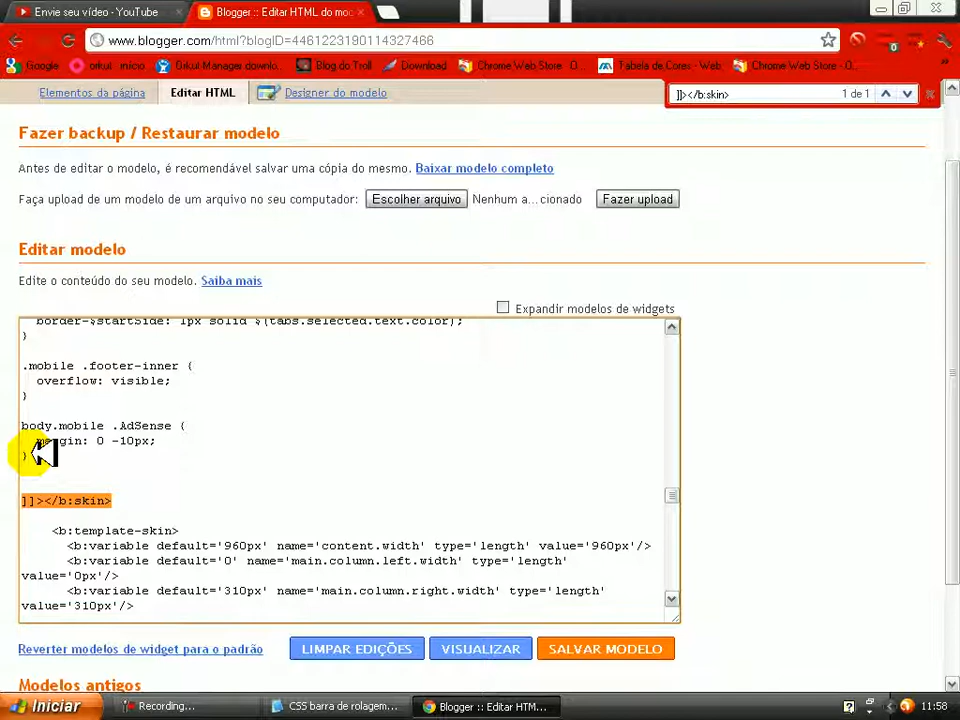 Envie seu vídeo - YouTube
Blogger :: Editar HTML do mo
www.blogger.com/html?blogID=4461223190114327466
Google
orkut - início
Orkut Manager downlo...
Blog do Troll
Download
Chrome Web Store - O...
Tabela de Cores - Web
Chrome Web Store - O...
Elementos da página
Editar HTML
Designer do modelo
]]></b:skin>
1 de 1
Fazer backup / Restaurar modelo
Antes de editar o modelo, é recomendável salvar uma cópia do mesmo. Baixar modelo completo
Faça upload de um modelo de um arquivo no seu computador: Escolher arquivo Nenhum a... cionado Fazer upload
Editar modelo
Edite o conteúdo do seu modelo. Saiba mais
Expandir modelos de widgets
border-$startSide: 1px solid $(tabs.selected.text.color);
}
.mobile .footer-inner {
overflow: visible;
}
body.mobile .AdSense {
margin: 0 -10px;
}
]]></b:skin>
<b:template-skin>
<b:variable default='960px' name='content.width' type='length' value='960px'/>
<b:variable default='0' name='main.column.left.width' type='length'
value='0px'/>
<b:variable default='310px' name='main.column.right.width' type='length'
value='310px'/>
Reverter modelos de widget para o padrão
LIMPAR EDIÇÕES
VISUALIZAR
SALVAR MODELO
Modelos antigos
Iniciar
Recording...
CSS barra de rolagem...
Blogger :: Editar HTM...
11:58